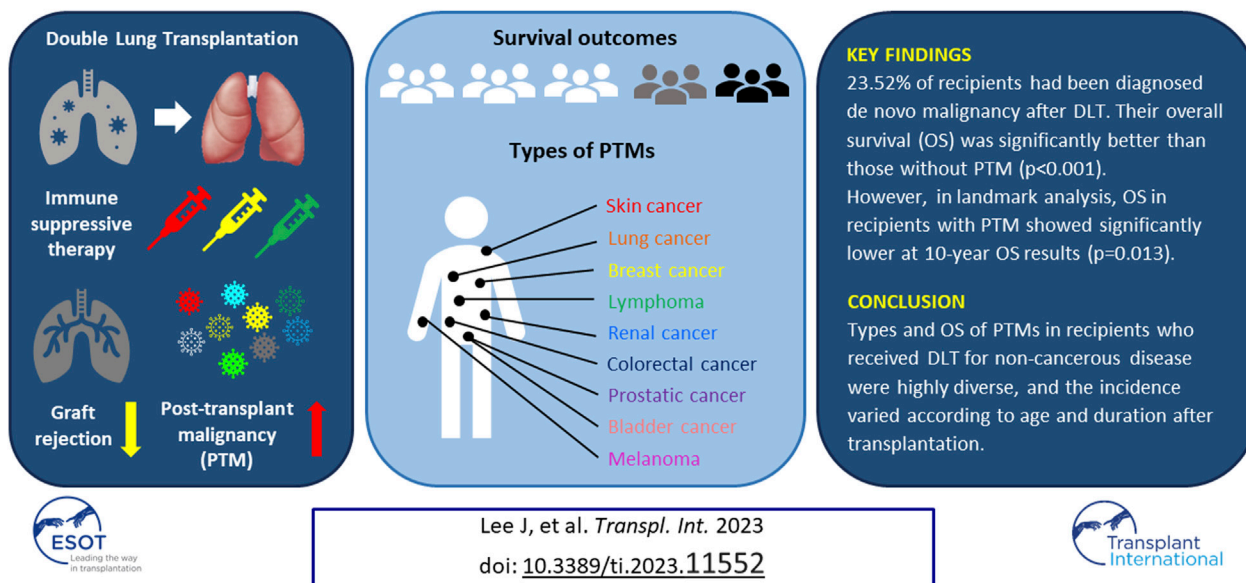 Double Lung Transplantation
Immune
suppressive
therapy
Graft
rejection
Post-transplant
malignancy
(PTM)
Survival outcomes
Types of PTMs
Skin cancer
Lung cancer
Breast cancer
Lymphoma
Renal cancer
Colorectal cancer
Prostatic cancer
Bladder cancer
Melanoma
KEY FINDINGS
23.52% of recipients had been diagnosed
de novo malignancy after DLT. Their overall
survival (OS) was significantly better than
those without PTM (p<0.001).
However, in landmark analysis, OS in
recipients with PTM showed significantly
lower at 10-year OS results (p=0.013).
CONCLUSION
Types and OS of PTMs in recipients who
received DLT for non-cancerous disease
were highly diverse, and the incidence
varied according to age and duration after
transplantation.
ESOT
Leading the way
in transplantation
Lee J, et al. Transpl. Int. 2023
doi: 10.3389/ti.2023.11552
Transplant
International